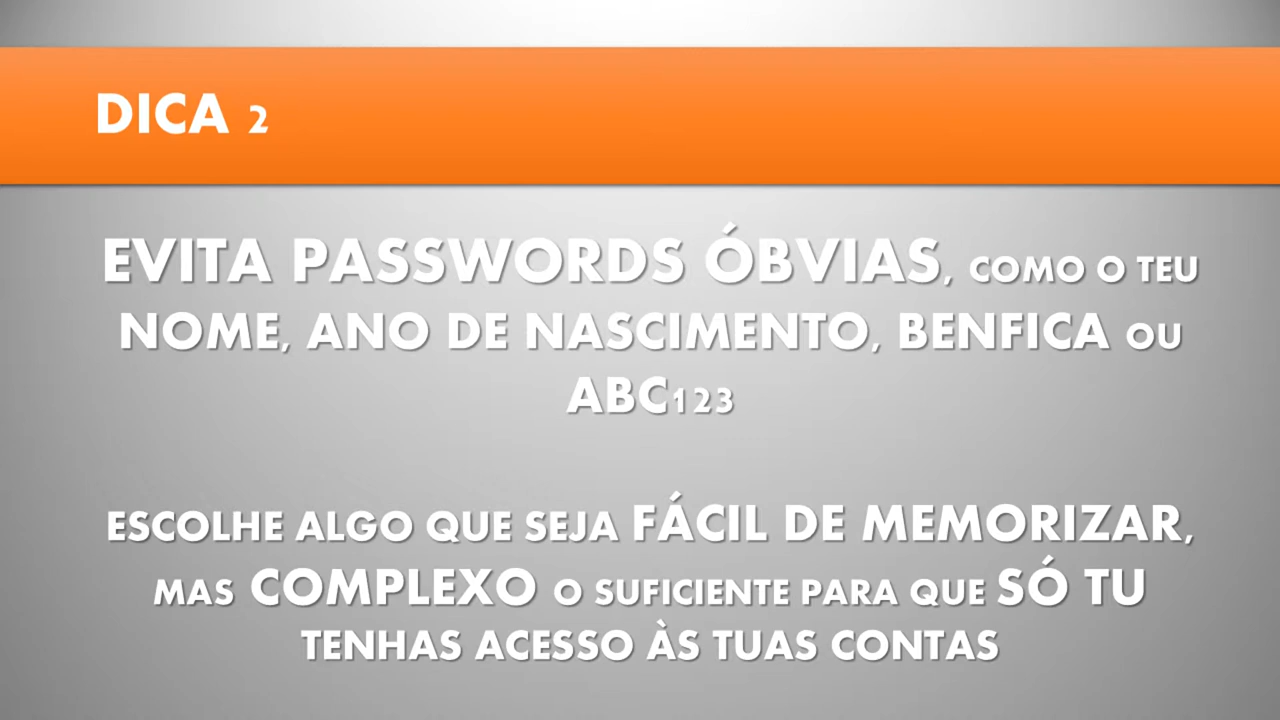 DICA 2
EVITA PASSWORDS ÓBVIAS, COMO O TEU
NOME, ANO DE NASCIMENTO, BENFICA OU
ABC123
ESCOLHE ALGO QUE SEJA FÁCIL DE MEMORIZAR,
MAS COMPLEXO O SUFICIENTE PARA QUE SÓ TU
TENHAS ACESSO ÀS TUAS CONTAS